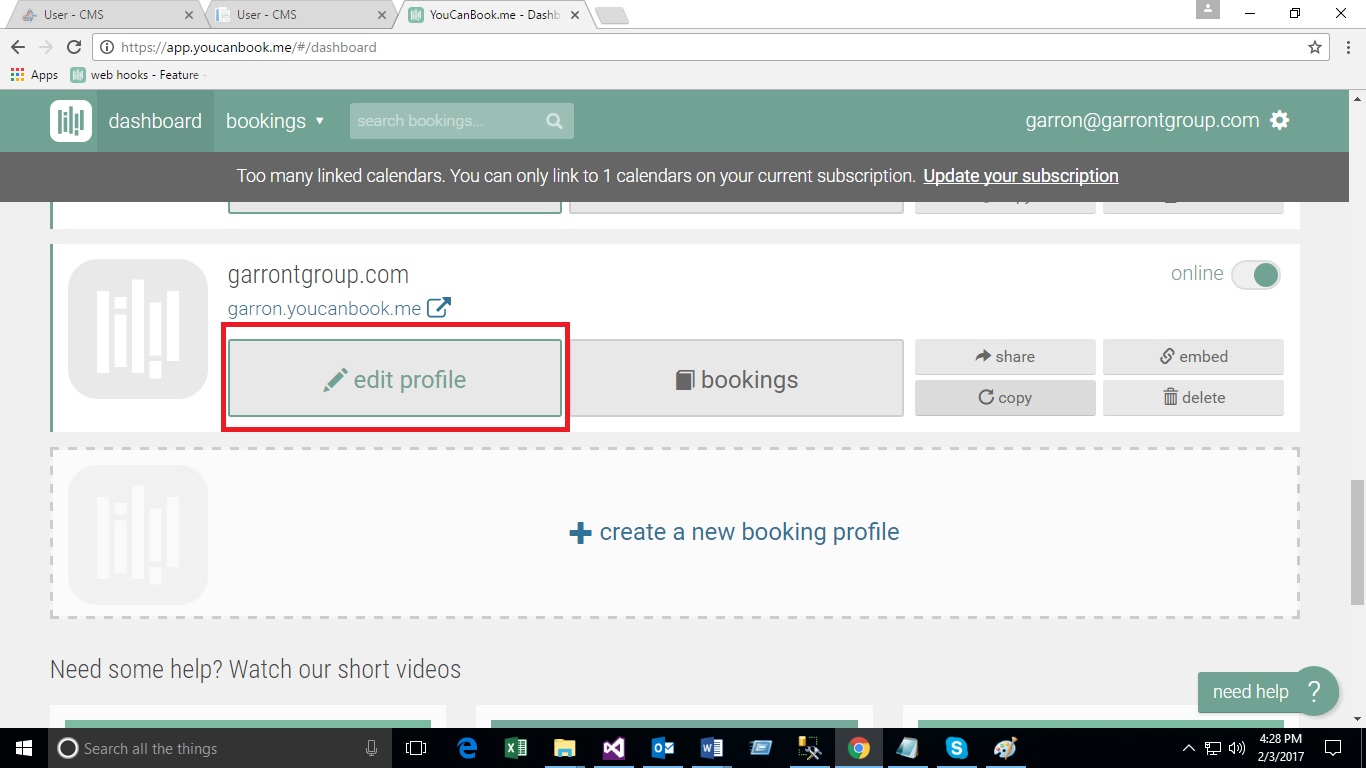 User - CMS
User - CMS
YouCanBook.me - Dashb
https://app.youcanbook.me/#/dashboard
Apps
web hooks - Feature
dashboard
bookings
search bookings...
garron@garrontgroup.com
Too many linked calendars. You can only link to 1 calendars on your current subscription. Update your subscription
garrontgroup.com
online
garron.youcanbook.me
edit profile
bookings
share
embed
copy
delete
create a new booking profile
Need some help? Watch our short videos
need help ?
Search all the things
4:28 PM
2/3/2017